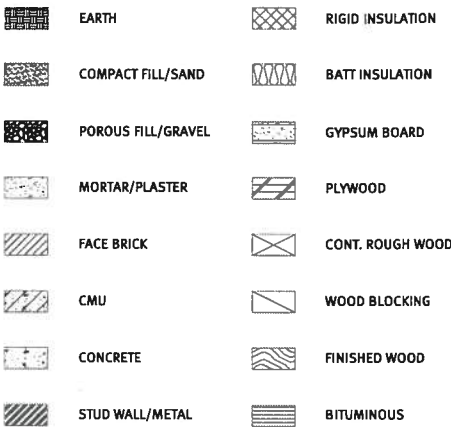 EARTH
COMPACT FILL/SAND
POROUS FILL/GRAVEL
MORTAR/PLASTER
FACE BRICK
CMU
CONCRETE
STUD WALL/METAL
RIGID INSULATION
BATT INSULATION
GYPSUM BOARD
PLYWOOD
CONT. ROUGH WOOD
WOOD BLOCKING
FINISHED WOOD
BITUMINOUS